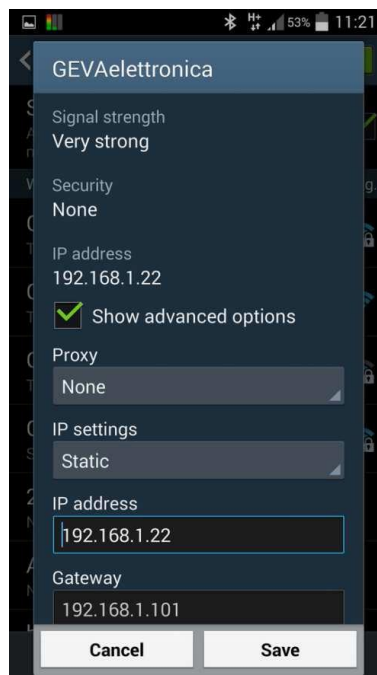 H+ 53% 11:21
GEVAelettronica
Signal strength
Very strong
Security
None
IP address
192.168.1.22
Show advanced options
Proxy
None
IP settings
Static
IP address
192.168.1.22
Gateway
192.168.1.101
Cancel Save